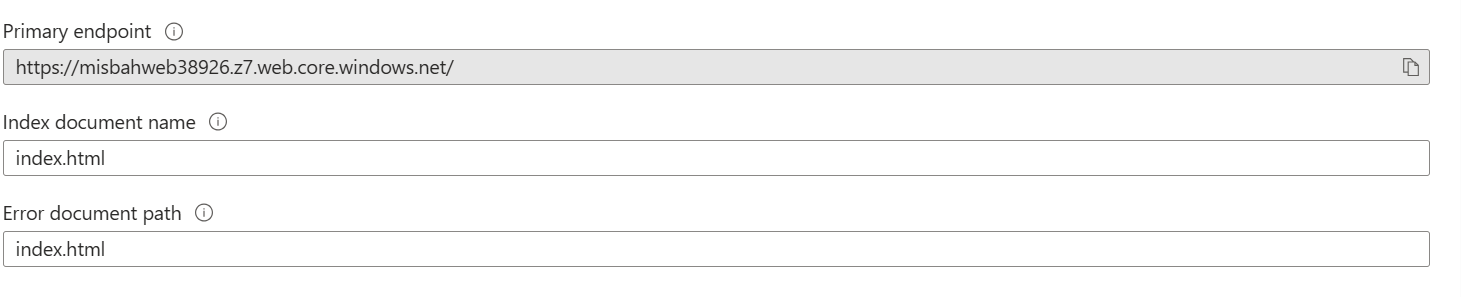 Primary endpoint
https://misbahweb38926.z7.web.core.windows.net/
Index document name
index.html
Error document path
index.html